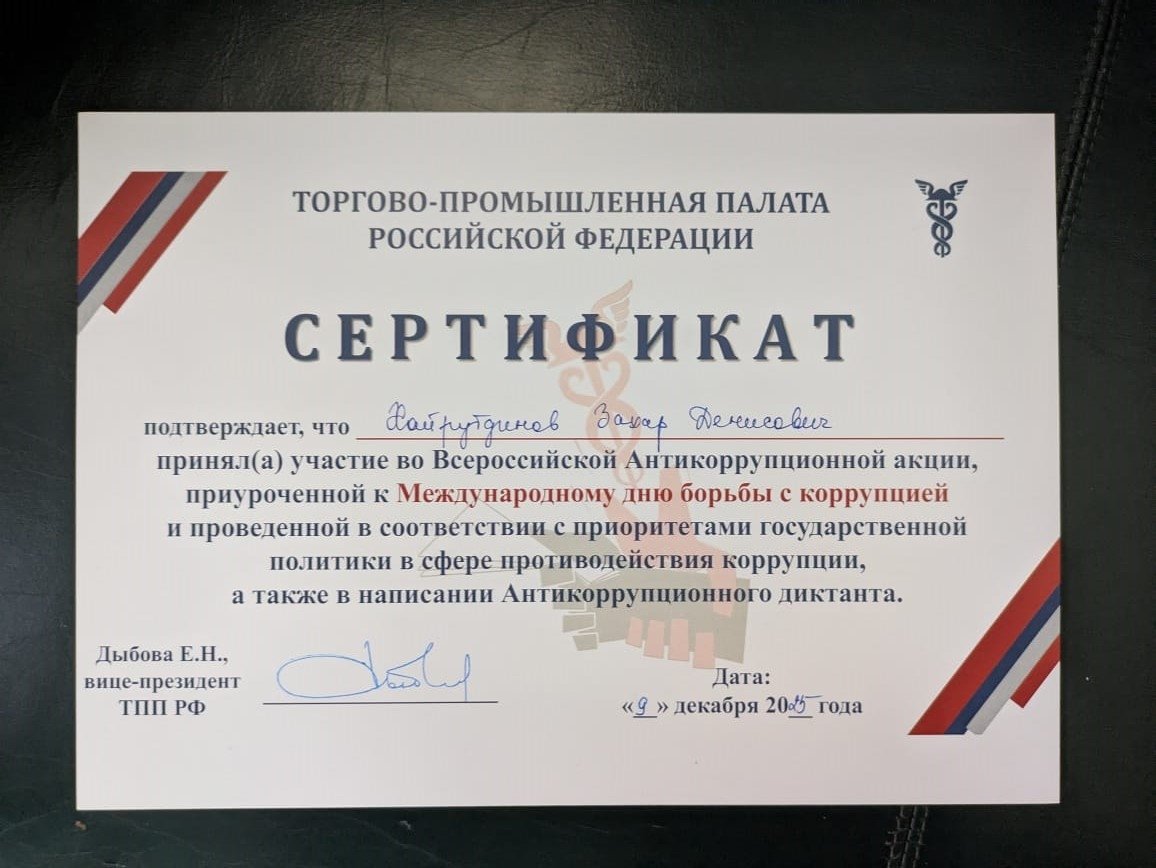 ТОРГОВО-ПРОМЫШЛЕННАЯ ПАЛАТА
РОССИЙСКОЙ ФЕДЕРАЦИИ
СЕРТИФИКАТ
подтверждает, что Хайрутдинов Захар Денисович
принял(а) участие во Всероссийской Антикоррупционной акции,
приуроченной к Международному дню борьбы с коррупцией
и проведенной в соответствии с приоритетами государственной
политики в сфере противодействия коррупции,
а также в написании Антикоррупционного диктанта.
Дыбова Е.Н.,
вице-президент
ТПП РФ
Дата:
«9» декабря 2025 года